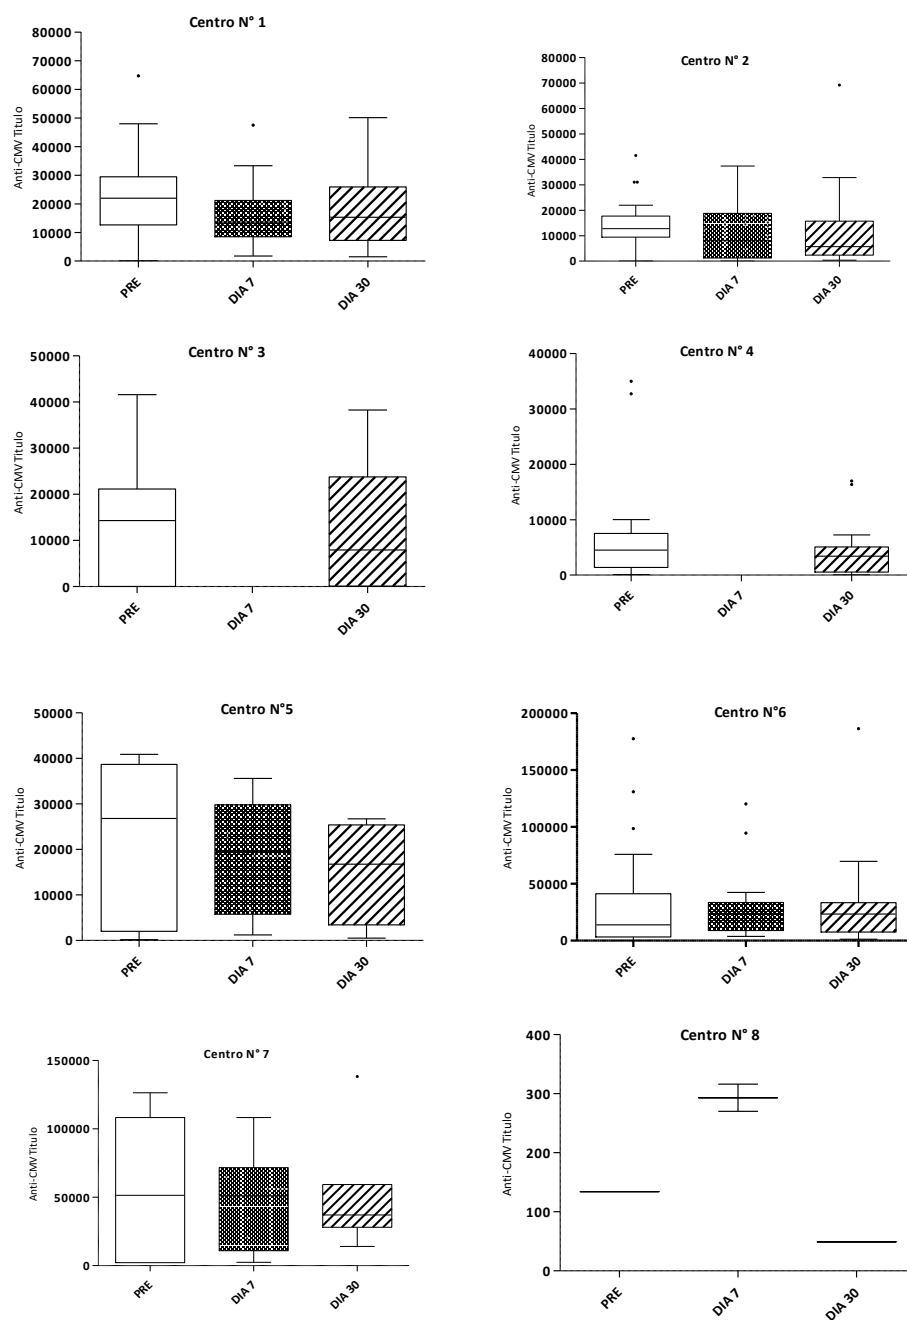 Centro N° 1
Anti-CMV Titulo
80000
70000
60000
50000
40000
30000
20000
10000
0
PRE
DIA 7
DIA 30
Centro N° 2
Anti-CMV Titulo
80000
70000
60000
50000
40000
30000
20000
10000
0
PRE
DIA 7
DIA 30
Centro N° 3
Anti-CMV Titulo
50000
40000
30000
20000
10000
0
PRE
DIA 7
DIA 30
Centro N° 4
Anti-CMV Titulo
40000
30000
20000
10000
0
PRE
DIA 7
DIA 30
Centro N°5
Anti-CMV Titulo
50000
40000
30000
20000
10000
0
PRE
DIA 7
DIA 30
Centro N°6
Anti-CMV Titulo
200000
150000
100000
50000
0
PRE
DIA 7
DIA 30
Centro N° 7
Anti-CMV Titulo
150000
100000
50000
0
PRE
DIA 7
DIA 30
Centro N° 8
Anti-CMV Titulo
400
300
200
100
0
PRE
DIA 7
DIA 30